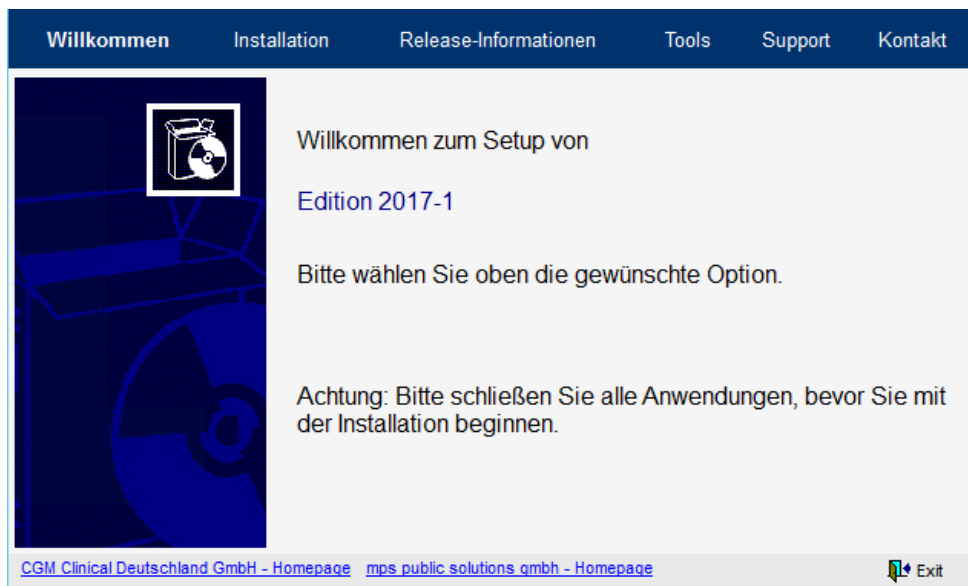 Willkommen Installation Release-Informationen Tools Support Kontakt
Willkommen zum Setup von
Edition 2017-1
Bitte wählen Sie oben die gewünschte Option.
Achtung: Bitte schließen Sie alle Anwendungen, bevor Sie mit
der Installation beginnen.
CGM Clinical Deutschland GmbH - Homepage mps public solutions gmbh - Homepage Exit